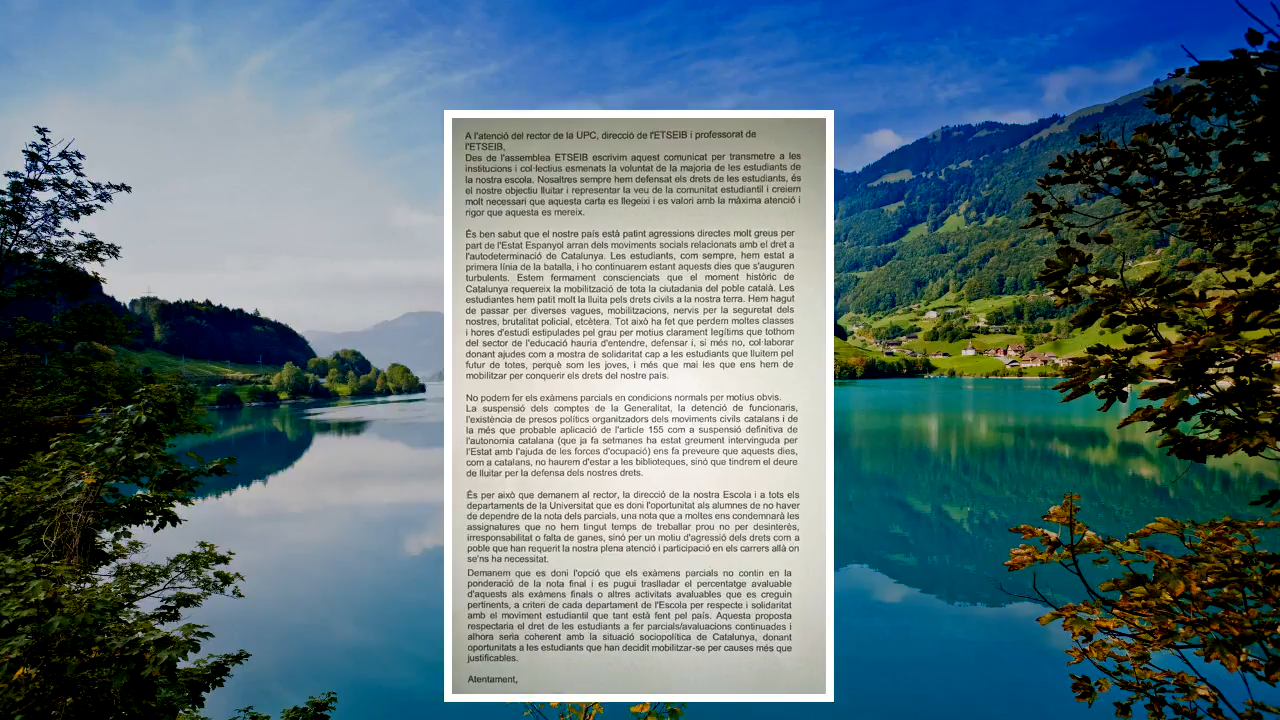 A l'atenció del rector de la UPC, direcció de l'ETSEIB i professorat de
l'ETSEIB,
Des de l'assemblea ETSEIB escrivim aquest comunicat per transmetre a les
institucions i col·lectius esmenats la voluntat de la majoria de les estudiants de
la nostra escola. Nosaltres sempre hem defensat els drets de les estudiants, és
el nostre objectiu lluitar i representar la veu de la comunitat estudiantil i creiem
molt necessari que aquesta carta es llegeixi i es valori amb la màxima atenció i
rigor que aquesta es mereix.
És ben sabut que el nostre país està patint agressions directes molt greus per
part de l'Estat Espanyol arran dels moviments socials relacionats amb el dret a
l'autodeterminació de Catalunya. Les estudiants, com sempre, hem estat a
primera línia de la batalla, i ho continuarem estant aquests dies que s'auguren
turbulents. Estem fermament conscienciats que el moment històric de
Catalunya requereix la mobilització de tota la ciutadania del poble català. Les
estudiantes hem patit molt la lluita pels drets civils a la nostra terra. Hem hagut
de passar per diverses vagues, mobilitzacions, nervis per la seguretat dels
nostres, brutalitat policial, etcètera. Tot això ha fet que perdem moltes classes
i hores d'estudi estipulades pel grau per motius clarament legítims que tothom
del sector de l'educació hauria d'entendre, defensar i, si més no, col·laborar
donant ajudes com a mostra de solidaritat cap a les estudiants que lluitem pel
futur de totes, perquè som les joves, i més que mai les que ens hem de
mobilitzar per conquerir els drets del nostre país.
No podem fer els exàmens parcials en condicions normals per motius obvis.
La suspensió dels comptes de la Generalitat, la detenció de funcionaris,
l'existència de presos polítics organitzadors dels moviments civils catalans i de
la més que probable aplicació de l'article 155 com a suspensió definitiva de
l'autonomia catalana (que ja fa setmanes ha estat greument intervinguda per
l'Estat amb l'ajuda de les forces d'ocupació) ens fa preveure que aquests dies,
com a catalans, no haurem d'estar a les biblioteques, sinó que tindrem el deure
de lluitar per la defensa dels nostres drets.
És per això que demanem al rector, la direcció de la nostra Escola i a tots els
departaments de la Universitat que es doni l'oportunitat als alumnes de no haver
de dependre de la nota dels parcials, una nota que a moltes ens condemnarà les
assignatures que no hem tingut temps de treballar prou no per desinterès,
irresponsabilitat o falta de ganes, sinó per un motiu d'agressió dels drets com a
poble que han requerit la nostra plena atenció i participació en els carrers allà on
se'ns ha necessitat.
Demanem que es doni l'opció que els exàmens parcials no contin en la
ponderació de la nota final i es pugui traslladar el percentatge avaluable
d'aquests als exàmens finals o altres activitats avaluables que es creguin
pertinents, a criteri de cada departament de l'Escola per respecte i solidaritat
amb el moviment estudiantil que tant està fent pel país. Aquesta proposta
respectaria el dret de les estudiants a fer parcials/avaluacions continuades i
alhora seria coherent amb la situació sociopolítica de Catalunya, donant
oportunitats a les estudiants que han decidit mobilitzar-se per causes més que
justificables.
Atentament,